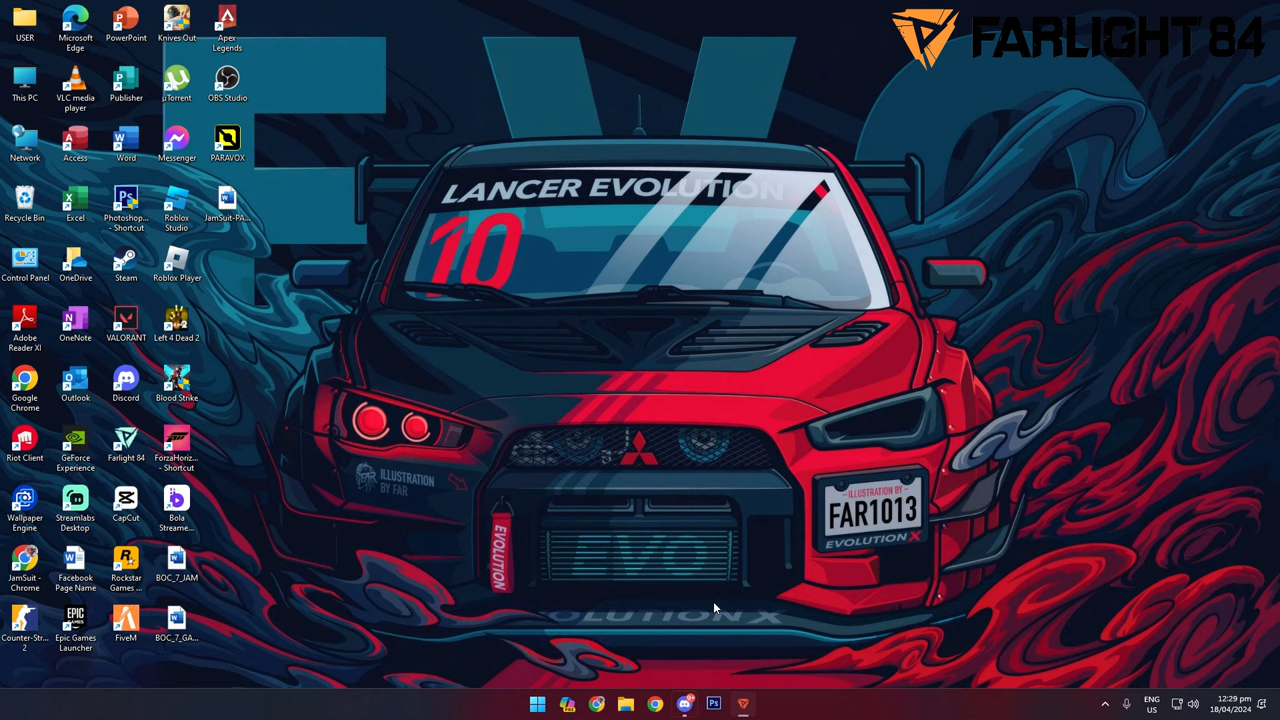 USER
Microsoft
Edge
PowerPoint
Knives Out
Apex
Legends
This PC
VLC media
player
Publisher
µTorrent
OBS Studio
Network
Access
Word
Messenger
PARAVOX
Recycle Bin
Excel
Photoshop...
- Shortcut
Roblox
Studio
JamSuit-PA...
Control Panel
OneDrive
Steam
Roblox Player
Adobe
Reader XI
OneNote
VALORANT
Left 4 Dead 2
Google
Chrome
Outlook
Discord
Blood Strike
Riot Client
GeForce
Experience
Farlight 84
ForzaHoriz...
- Shortcut
Wallpaper
Engine
Streamlabs
Desktop
CapCut
Bola
Streame...
Jamsyll -
Chrome
Facebook
Page Name
Rockstar
Games ...
BOC_7_JAM
Counter-Str...
2
Epic Games
Launcher
FiveM
BOC_7_GA...
FARLIGHT 84
EVO
LANCER EVOLUTION
10
ILLUSTRATION
BY FAR
ILLUSTRATION BY
FAR1013
EVOLUTION X
EVOLUTION
EVO
OLUTION X
ENG
US
12:29 pm
18/04/2024